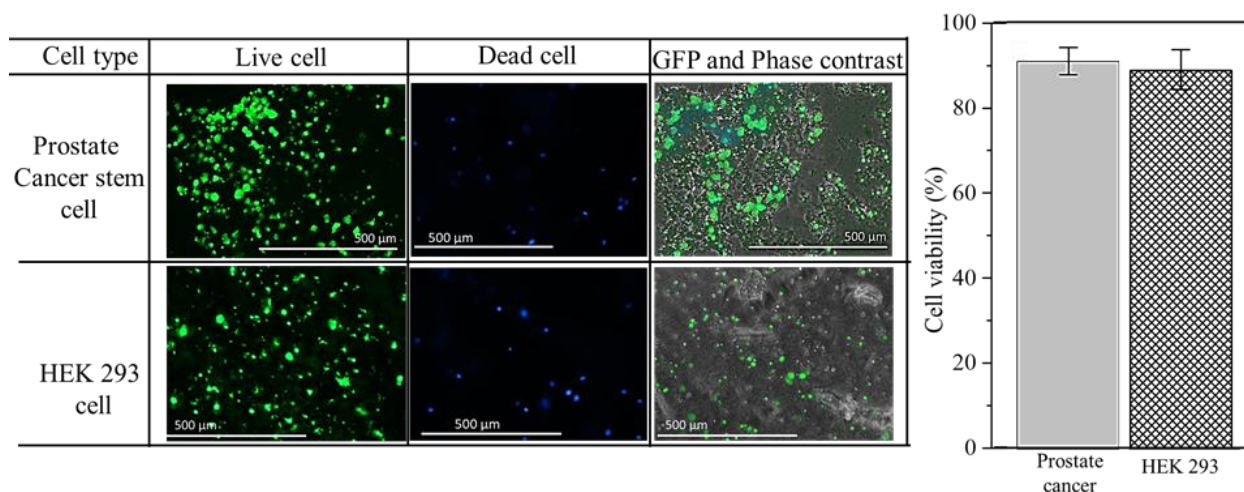 Cell type Live cell Dead cell GFP and Phase contrast
Prostate
Cancer stem
cell
500 µm 500 µm 500 µm
HEK 293
cell
500 µm 500 µm 500 µm
100
80
60
40
20
0
Cell viability (%)
Prostate
cancer
HEK 293